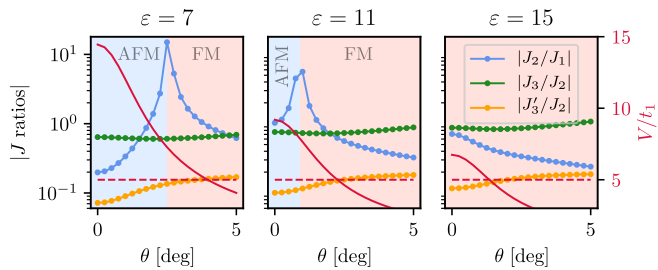 ε = 7
ε = 11
ε = 15
AFM
FM
AFM
FM
|J₂/J₁|
|J₃/J₂|
|J₃′/J₂|
|J ratios|
10¹
10⁰
10⁻¹
15
10
5
V/t₁
0
5
0
5
0
5
θ [deg]
θ [deg]
θ [deg]